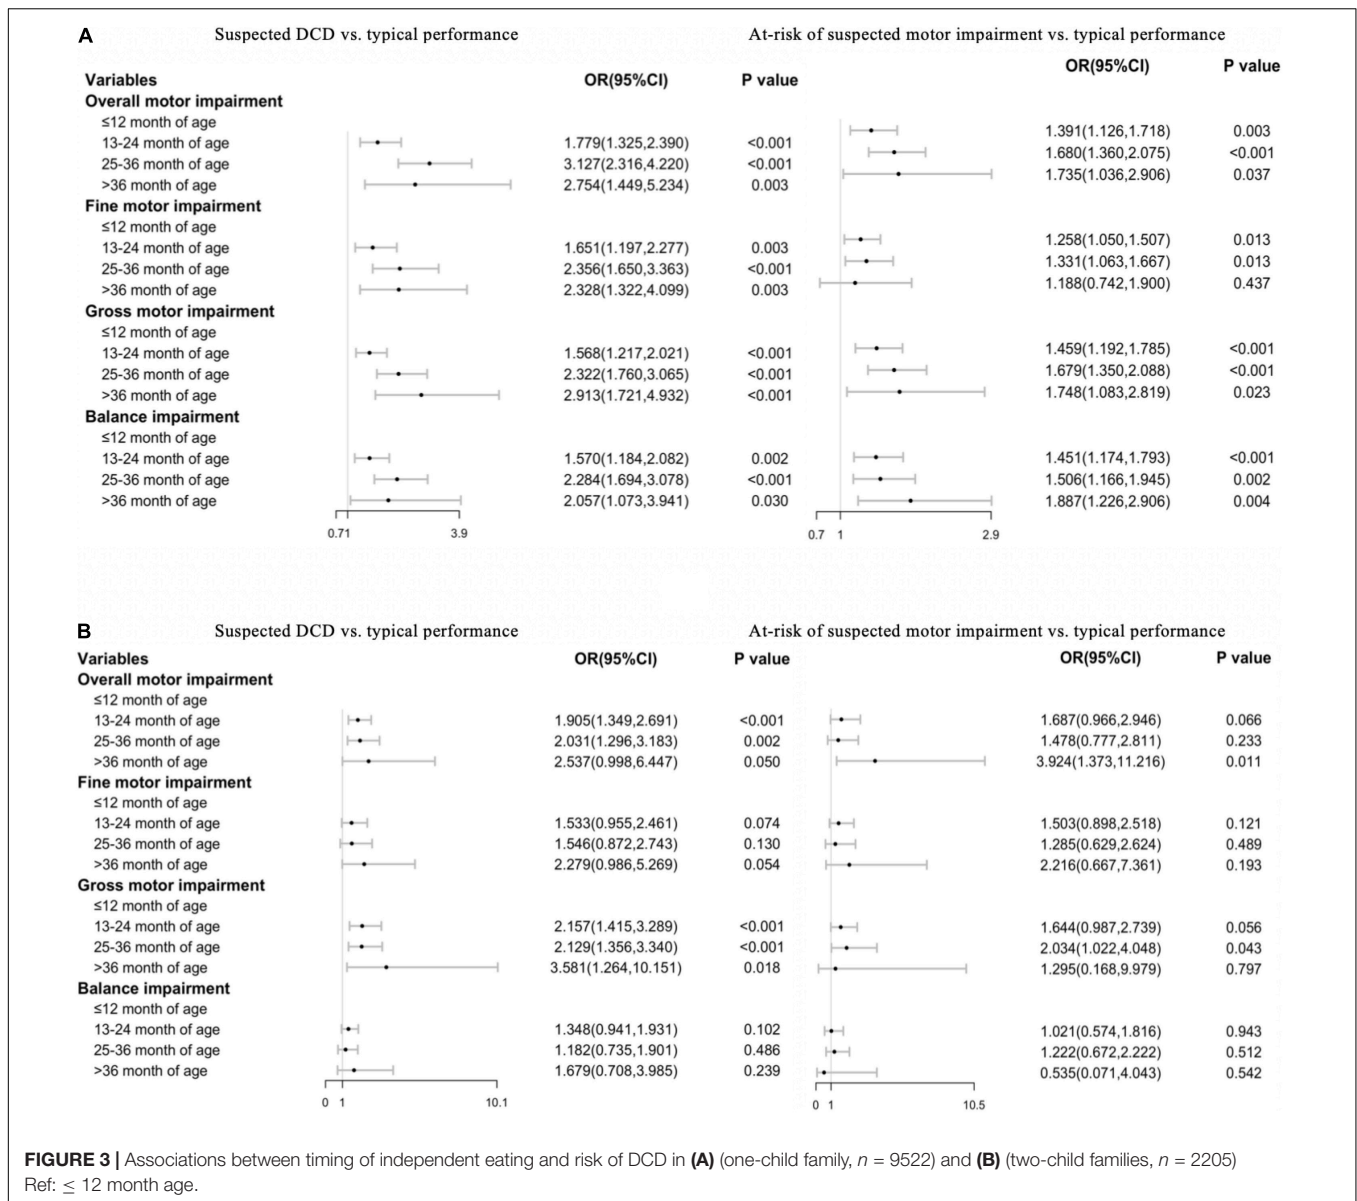 A Suspected DCD vs. typical performance At-risk of suspected motor impairment vs. typical performance
Variables OR(95%CI) P value OR(95%CI) P value
Overall motor impairment
≤12 month of age
13-24 month of age 1.779(1.325,2.390) <0.001 1.391(1.126,1.718) 0.003
25-36 month of age 3.127(2.316,4.220) <0.001 1.680(1.360,2.075) <0.001
>36 month of age 2.754(1.449,5.234) 0.003 1.735(1.036,2.906) 0.037
Fine motor impairment
≤12 month of age
13-24 month of age 1.651(1.197,2.277) 0.003 1.258(1.050,1.507) 0.013
25-36 month of age 2.356(1.650,3.363) <0.001 1.331(1.063,1.667) 0.013
>36 month of age 2.328(1.322,4.099) 0.003 1.188(0.742,1.900) 0.437
Gross motor impairment
≤12 month of age
13-24 month of age 1.568(1.217,2.021) <0.001 1.459(1.192,1.785) <0.001
25-36 month of age 2.322(1.760,3.065) <0.001 1.679(1.350,2.088) <0.001
>36 month of age 2.913(1.721,4.932) <0.001 1.748(1.083,2.819) 0.023
Balance impairment
≤12 month of age
13-24 month of age 1.570(1.184,2.082) 0.002 1.451(1.174,1.793) <0.001
25-36 month of age 2.284(1.694,3.078) <0.001 1.506(1.166,1.945) 0.002
>36 month of age 2.057(1.073,3.941) 0.030 1.887(1.226,2.906) 0.004
0.71 3.9 0.7 1 2.9
B Suspected DCD vs. typical performance At-risk of suspected motor impairment vs. typical performance
Variables OR(95%CI) P value OR(95%CI) P value
Overall motor impairment
≤12 month of age
13-24 month of age 1.905(1.349,2.691) <0.001 1.687(0.966,2.946) 0.066
25-36 month of age 2.031(1.296,3.183) 0.002 1.478(0.777,2.811) 0.233
>36 month of age 2.537(0.998,6.447) 0.050 3.924(1.373,11.216) 0.011
Fine motor impairment
≤12 month of age
13-24 month of age 1.533(0.955,2.461) 0.074 1.503(0.898,2.518) 0.121
25-36 month of age 1.546(0.872,2.743) 0.130 1.285(0.629,2.624) 0.489
>36 month of age 2.279(0.986,5.269) 0.054 2.216(0.667,7.361) 0.193
Gross motor impairment
≤12 month of age
13-24 month of age 2.157(1.415,3.289) <0.001 1.644(0.987,2.739) 0.056
25-36 month of age 2.129(1.356,3.340) <0.001 2.034(1.022,4.048) 0.043
>36 month of age 3.581(1.264,10.151) 0.018 1.295(0.168,9.979) 0.797
Balance impairment
≤12 month of age
13-24 month of age 1.348(0.941,1.931) 0.102 1.021(0.574,1.816) 0.943
25-36 month of age 1.182(0.735,1.901) 0.486 1.222(0.672,2.222) 0.512
>36 month of age 1.679(0.708,3.985) 0.239 0.535(0.071,4.043) 0.542
0 1 10.1 0 1 10.5
FIGURE 3 | Associations between timing of independent eating and risk of DCD in (A) (one-child family, n = 9522) and (B) (two-child families, n = 2205)
Ref: ≤ 12 month age.